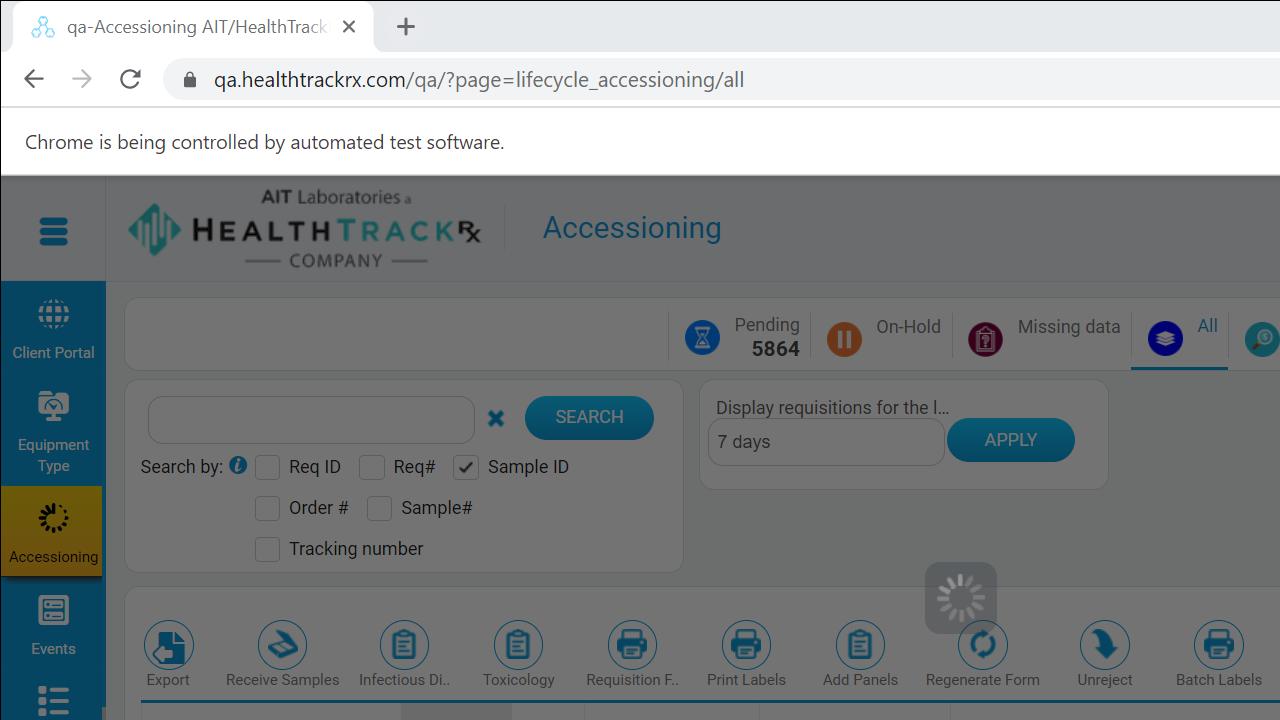 qa-Accessioning AIT/HealthTrack
qa.healthtrackrx.com/qa/?page=lifecycle_accessioning/all
Chrome is being controlled by automated test software.
AIT Laboratories a
HEALTHTRACKRx
COMPANY
Accessioning
Client Portal
Equipment
Type
Accessioning
Events
Pending
5864
On-Hold
Missing data
All
SEARCH
Search by:
Req ID
Req#
Sample ID
Order #
Sample#
Tracking number
Display requisitions for the l...
7 days
APPLY
Export
Receive Samples
Infectious Di..
Toxicology
Requisition F..
Print Labels
Add Panels
Regenerate Form
Unreject
Batch Labels